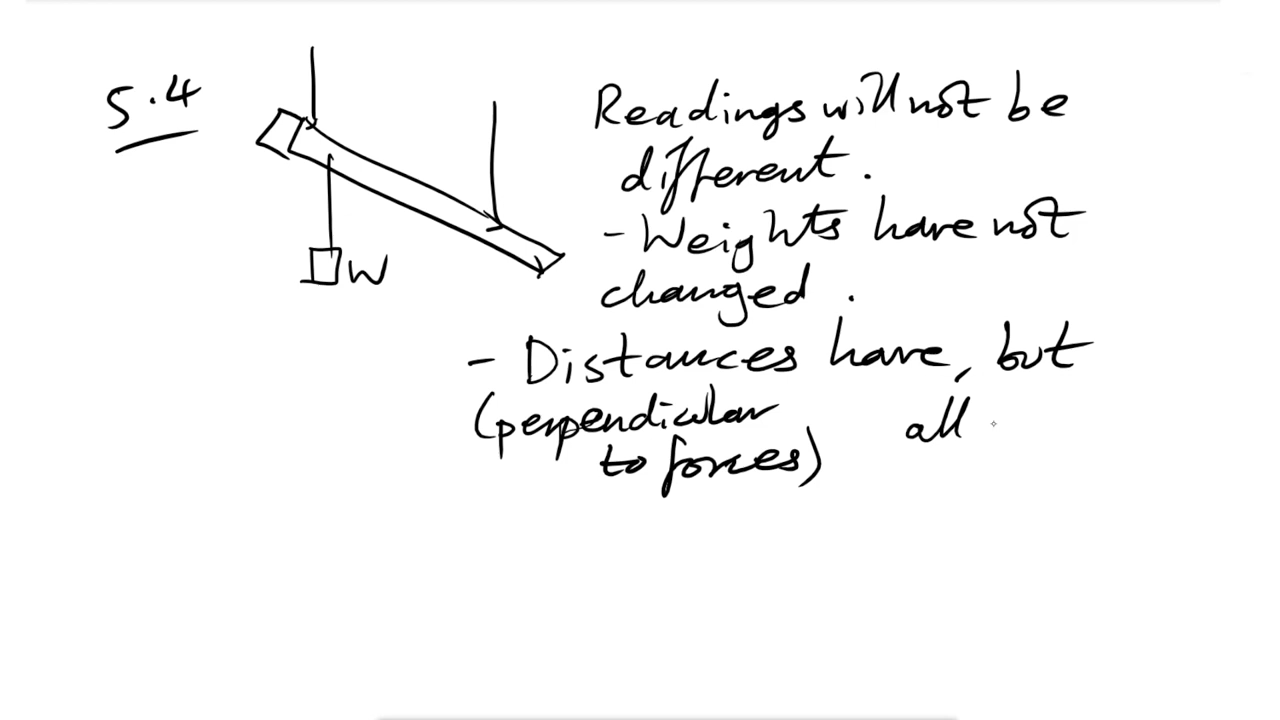 5.4
W
Readings will not be
different.
- Weights have not
changed.
- Distances have, but
(perpendicular
all
to forces)